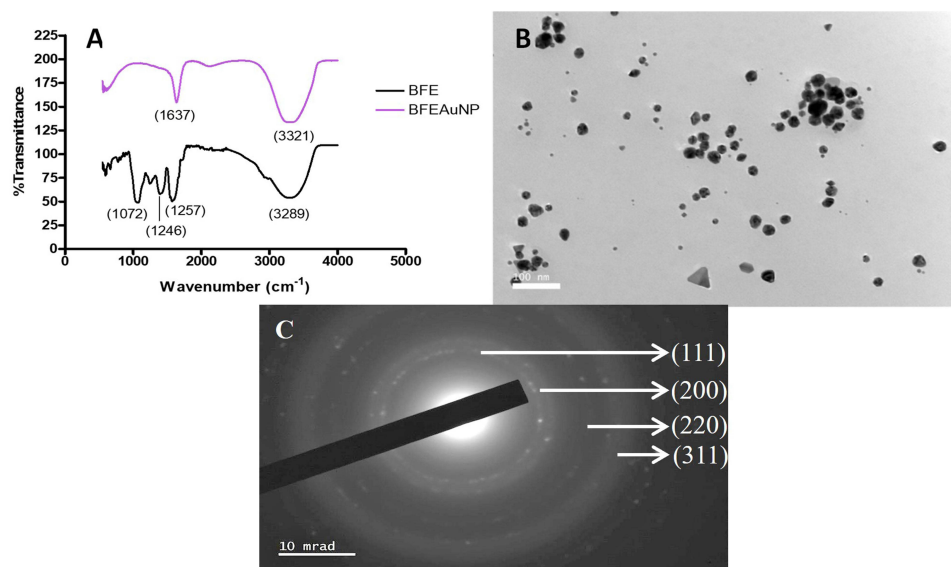 A
225
200
175
150
125
100
75
50
25
0
%Transmittance
(1637)
(3321)
BFE
BFEAuNP
(1072)
(1257)
(3289)
(1246)
0
1000
2000
3000
4000
5000
Wavenumber (cm⁻¹)
B
100 nm
C
(111)
(200)
(220)
(311)
10 mrad